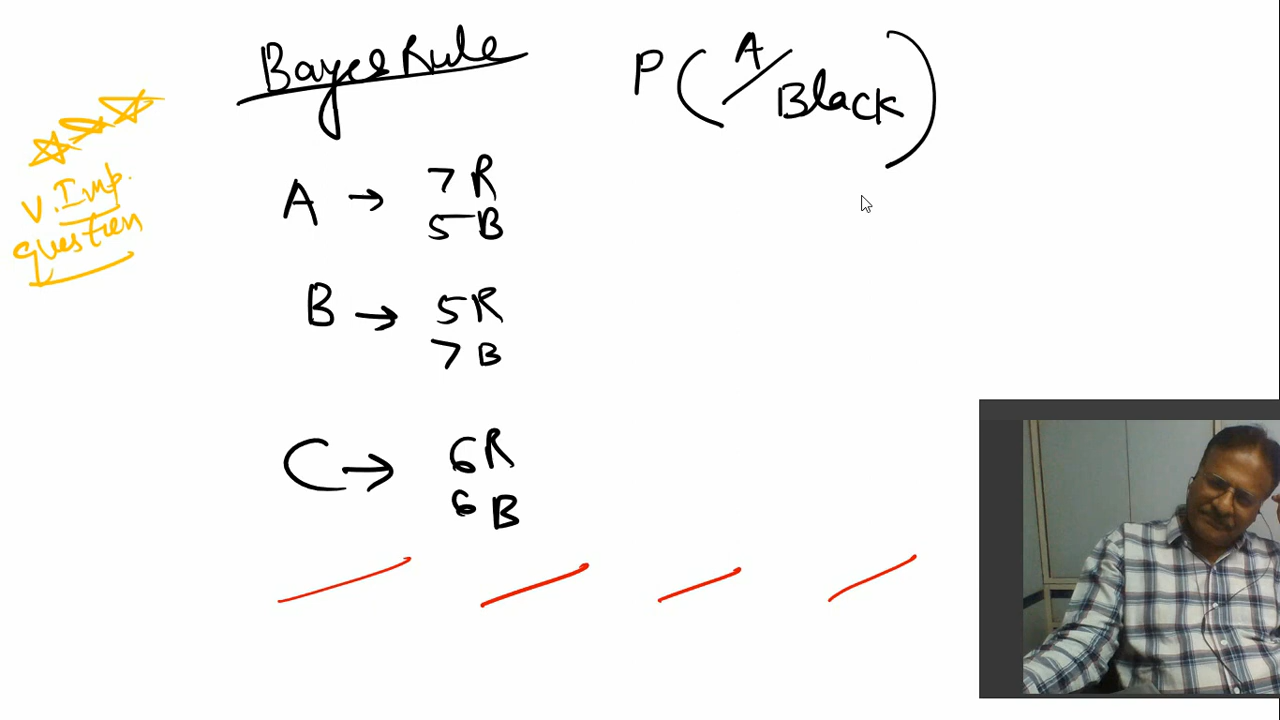 Bayes Rule
P(A/Black)
V. Imp.
question
A → 7R
5B
B → 5R
7B
C → 6R
6B